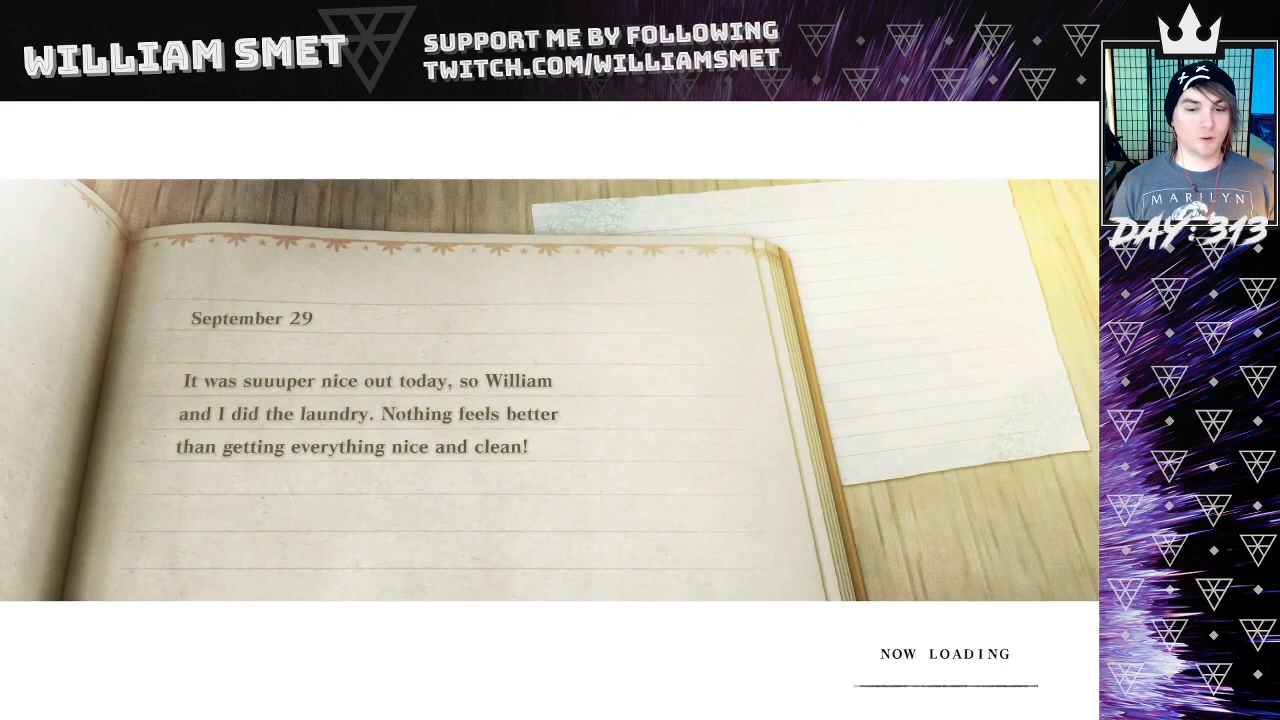 WILLIAM SMET
SUPPORT ME BY FOLLOWING
TWITCH.COM/WILLIAMSMET
MARILYN
DAY: 313
September 29
It was suuuper nice out today, so William
and I did the laundry. Nothing feels better
than getting everything nice and clean!
NOW LOADING